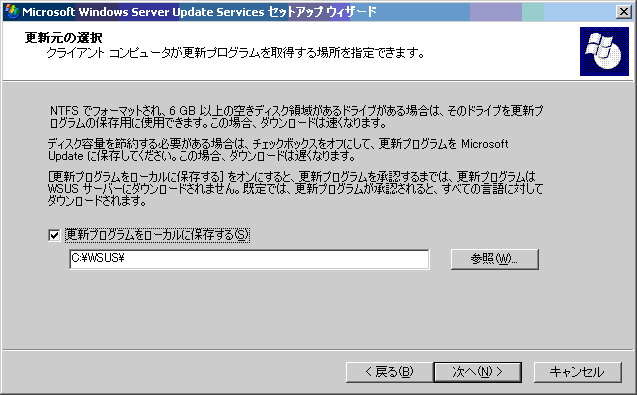 Microsoft Windows Server Update Services セットアップ ウィザード
更新元の選択
クライアント コンピュータが更新プログラムを取得する場所を指定できます。
NTFS でフォーマットされ、6 GB 以上の空きディスク領域があるドライブがある場合は、そのドライブを更新プ
ログラムの保存用に使用できます。この場合、ダウンロードは速くなります。
ディスク容量を節約する必要がある場合は、チェックボックスをオフにして、更新プログラムを Microsoft
Update に保存してください。この場合、ダウンロードは遅くなります。
[更新プログラムをローカルに保存する] をオンにすると、更新プログラムを承認するまでは、更新プログラムは
WSUS サーバーにダウンロードされません。既定では、更新プログラムが承認されると、すべての言語に対して
ダウンロードされます。
更新プログラムをローカルに保存する(S)
C:¥WSUS¥
参照(W)...
< 戻る(B)
次へ(N) >
キャンセル